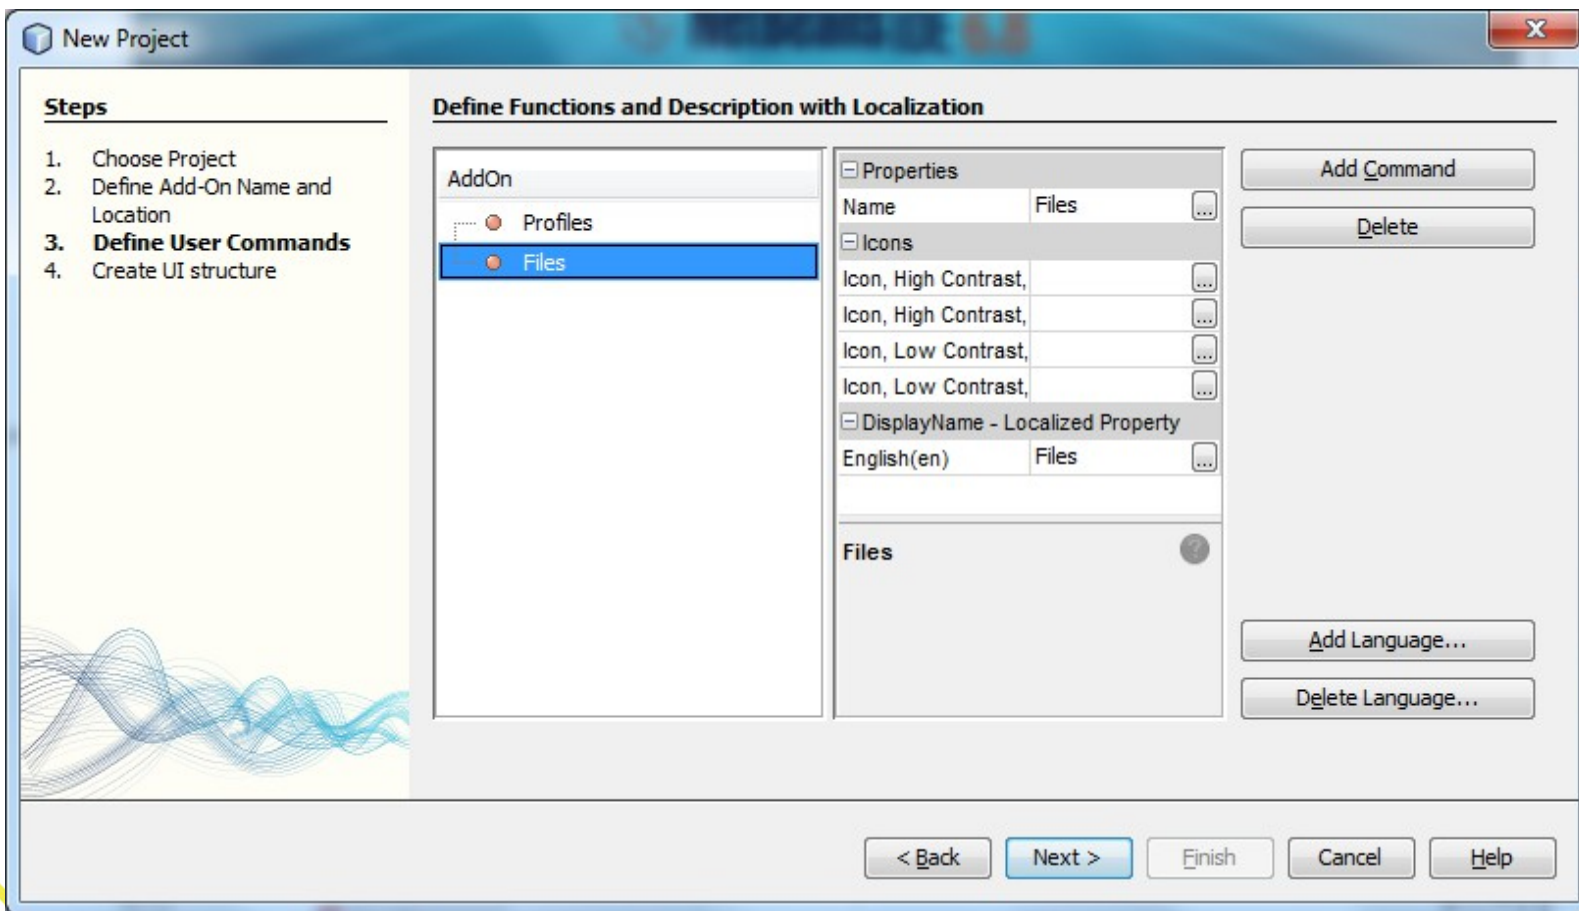 New Project
Steps
1. Choose Project
2. Define Add-On Name and
Location
3. Define User Commands
4. Create UI structure
Define Functions and Description with Localization
AddOn
Profiles
Files
Properties
Name Files ...
Icons
Icon, High Contrast, ...
Icon, High Contrast, ...
Icon, Low Contrast, ...
Icon, Low Contrast, ...
DisplayName - Localized Property
English(en) Files ...
Files
?
Add Command
Delete
Add Language...
Delete Language...
< Back Next > Finish Cancel Help